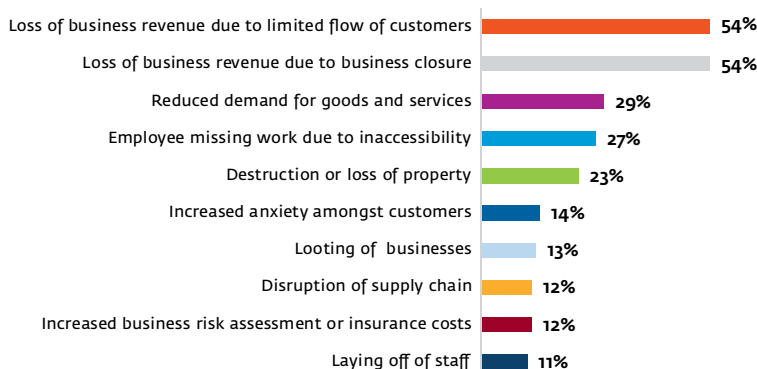 Loss of business revenue due to limited flow of customers 54%
Loss of business revenue due to business closure 54%
Reduced demand for goods and services 29%
Employee missing work due to inaccessibility 27%
Destruction or loss of property 23%
Increased anxiety amongst customers 14%
Looting of businesses 13%
Disruption of supply chain 12%
Increased business risk assessment or insurance costs 12%
Laying off of staff 11%